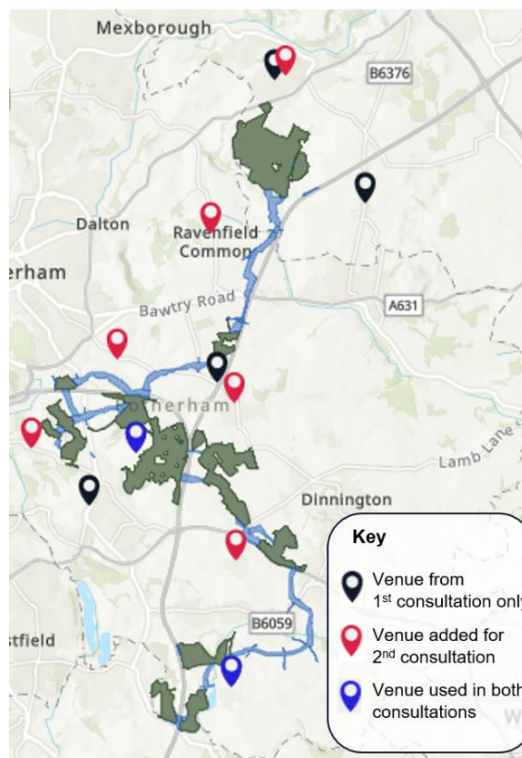 Mexborough
B6376
Dalton
Ravenfield
Common
erham
Bawtry Road
A631
otherham
Lamb Lane
Dinnington
Key
Venue from
1st consultation only
B6059
stfield
Venue added for
2nd consultation
Venue used in both
consultations
W